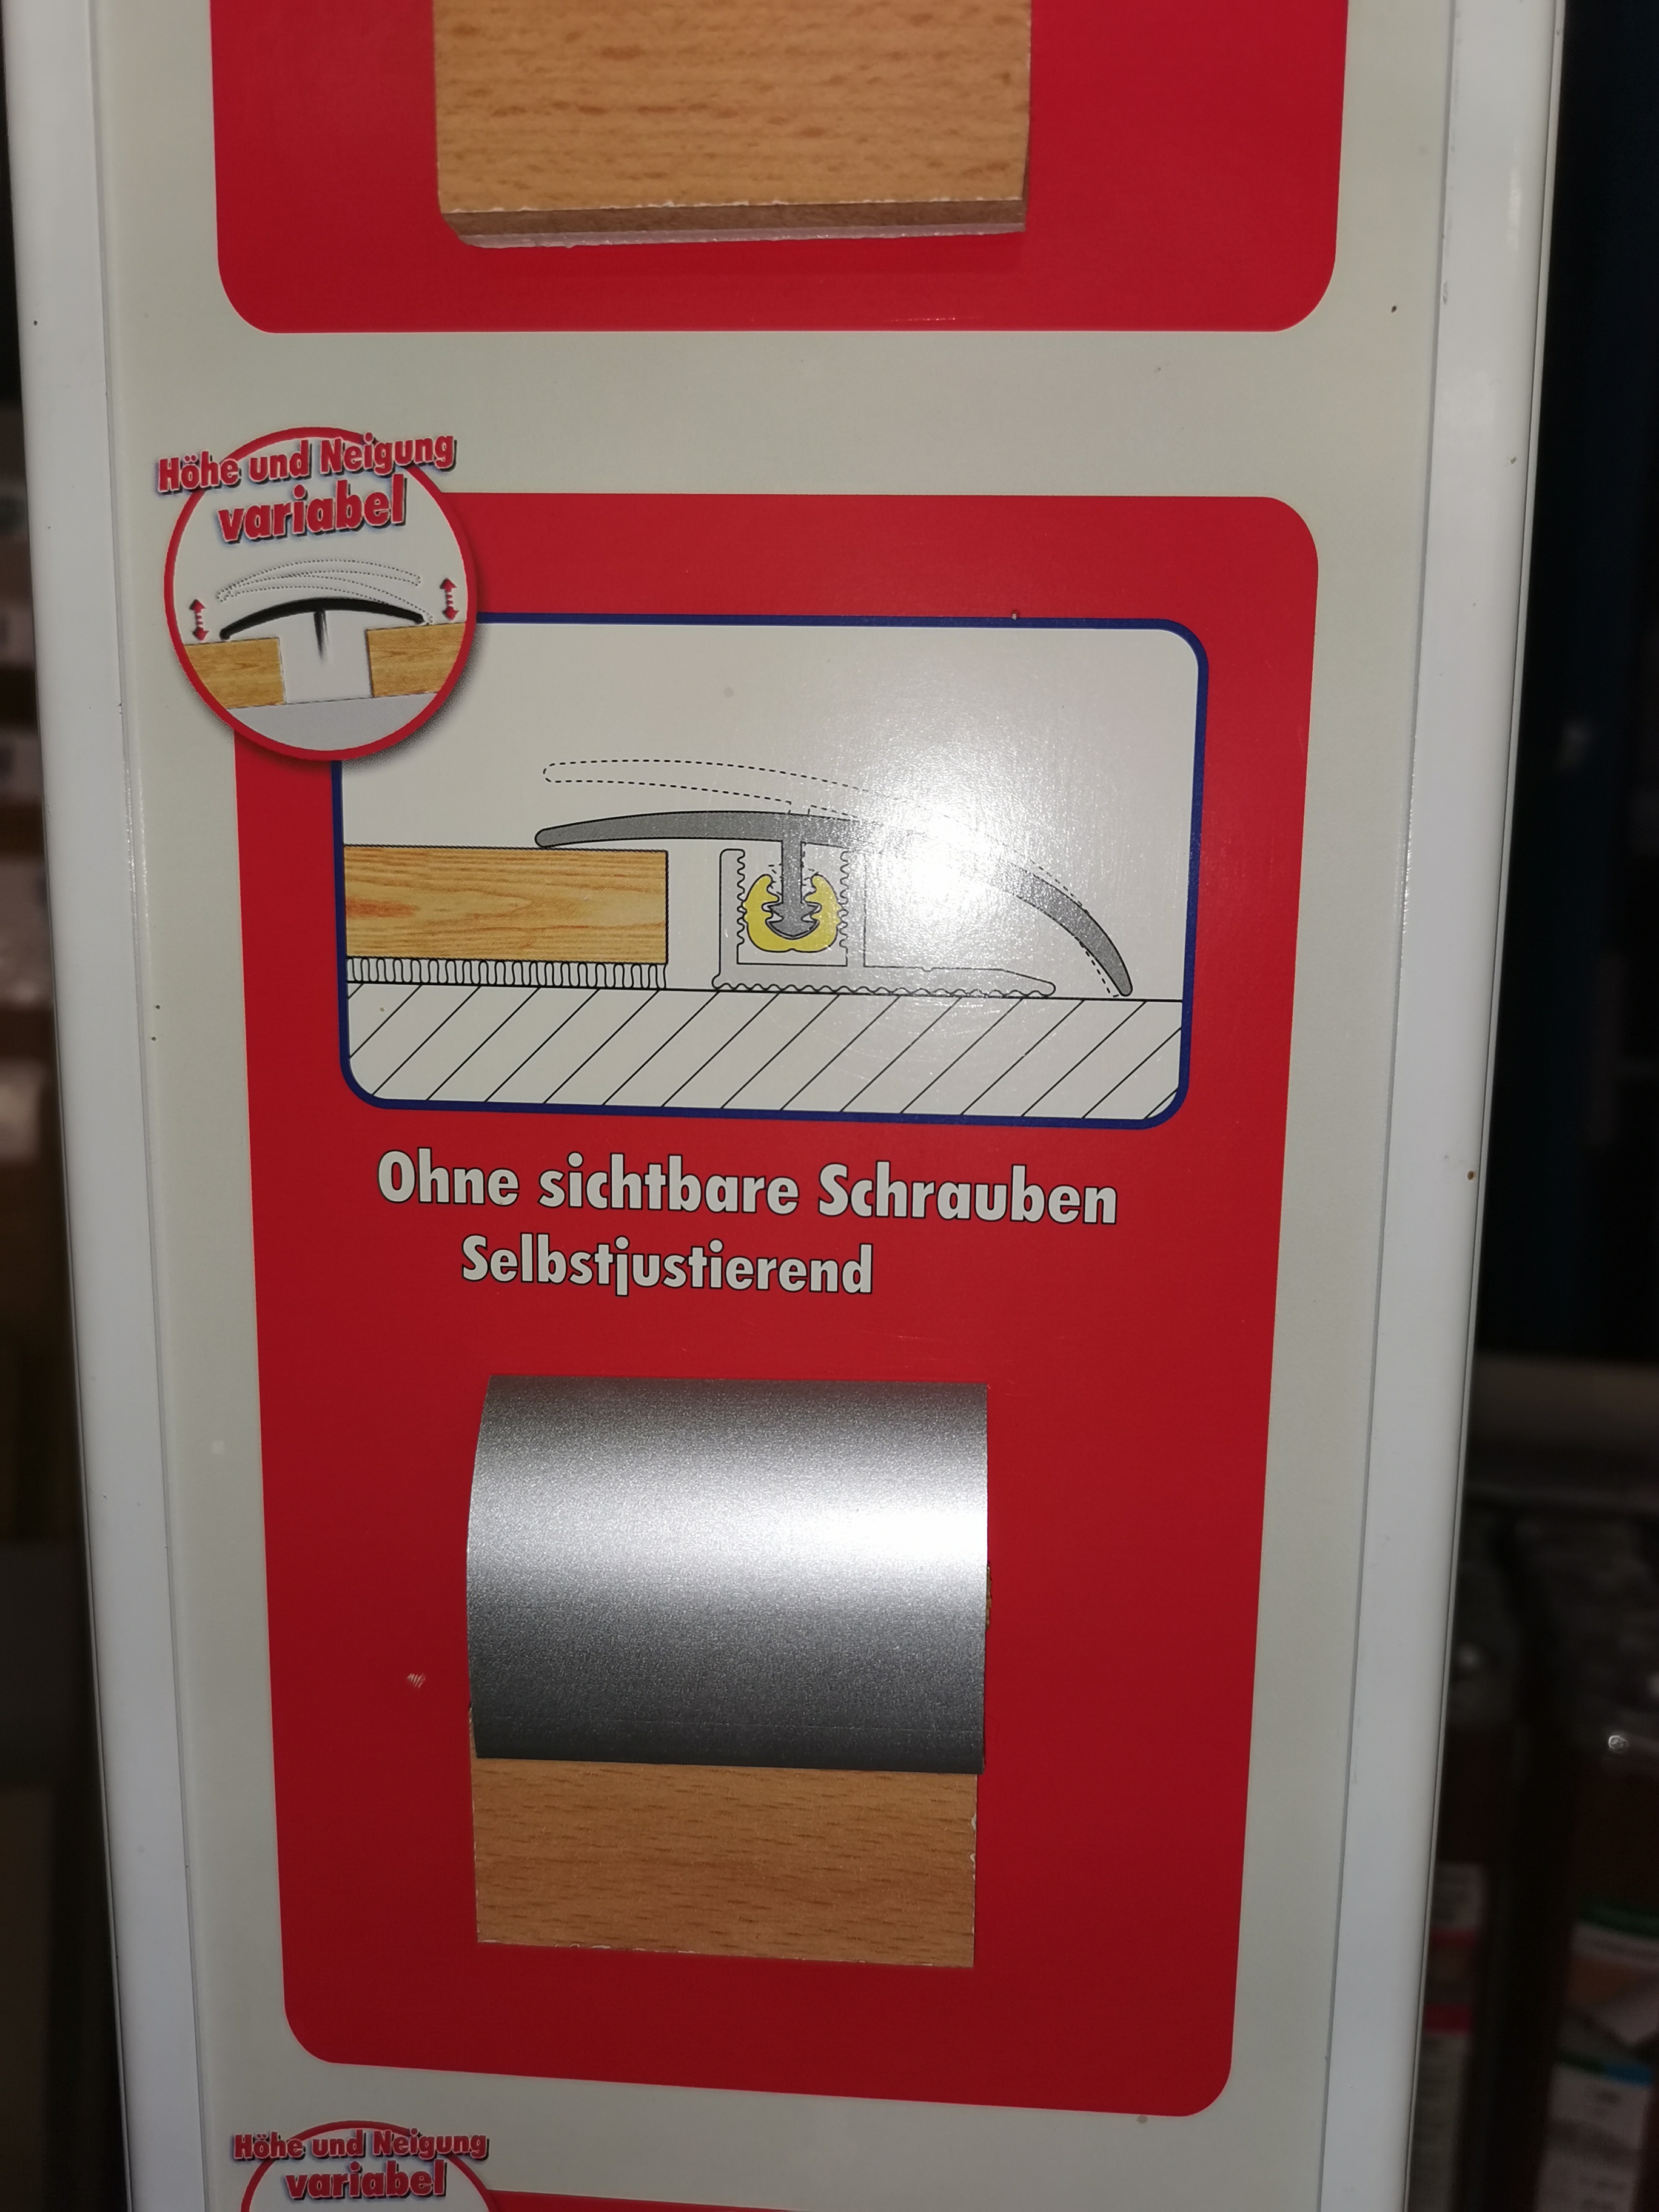 Höhe und Neigung
variabel
Ohne sichtbare Schrauben
Selbstjustierend
Höhe und Neigung
variabel